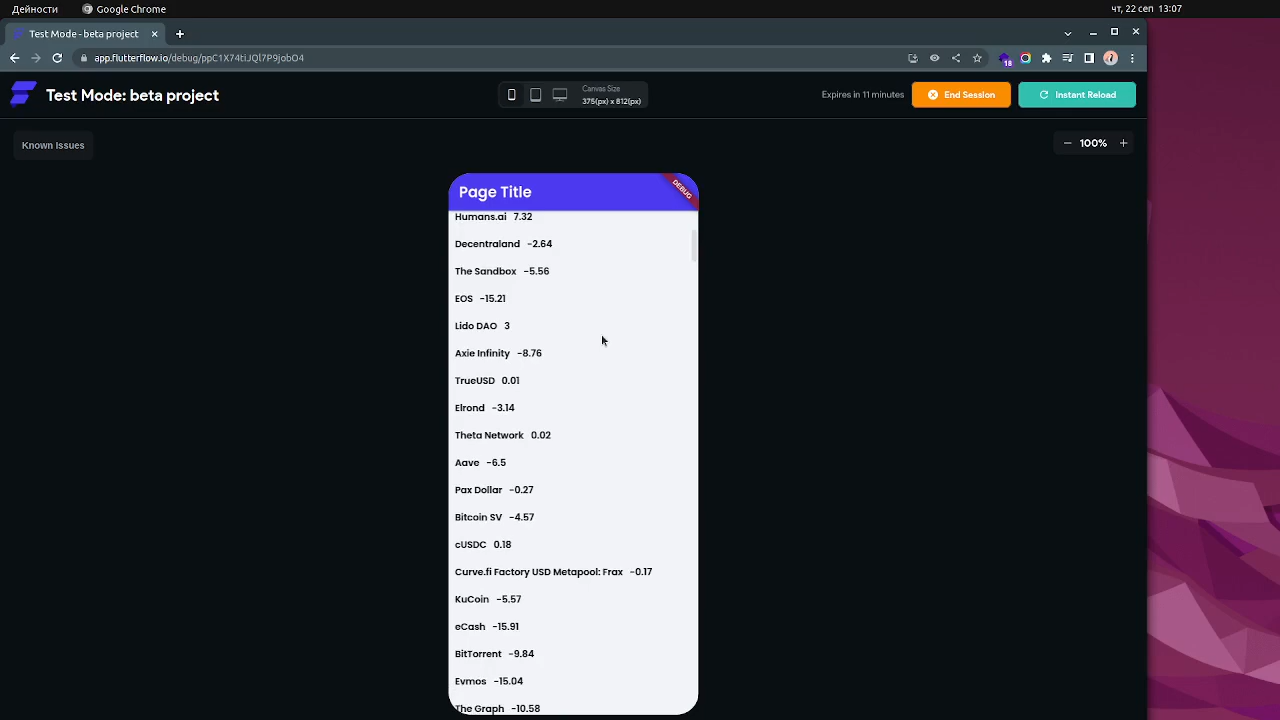 Дейности
Google Chrome
чт, 22 сеп 13:07
Test Mode - beta project
app.flutterflow.io/debug/ppC1X74tiJQl7P9jobO4
18
Test Mode: beta project
Canvas Size
375(px) x 812(px)
Expires in 11 minutes
End Session
Instant Reload
Known Issues
100%
Page Title
DEBUG
Humans.ai 7.32
Decentraland -2.64
The Sandbox -5.56
EOS -15.21
Lido DAO 3
Axie Infinity -8.76
TrueUSD 0.01
Elrond -3.14
Theta Network 0.02
Aave -6.5
Pax Dollar -0.27
Bitcoin SV -4.57
cUSDC 0.18
Curve.fi Factory USD Metapool: Frax -0.17
KuCoin -5.57
eCash -15.91
BitTorrent -9.84
Evmos -15.04
The Graph -10.58